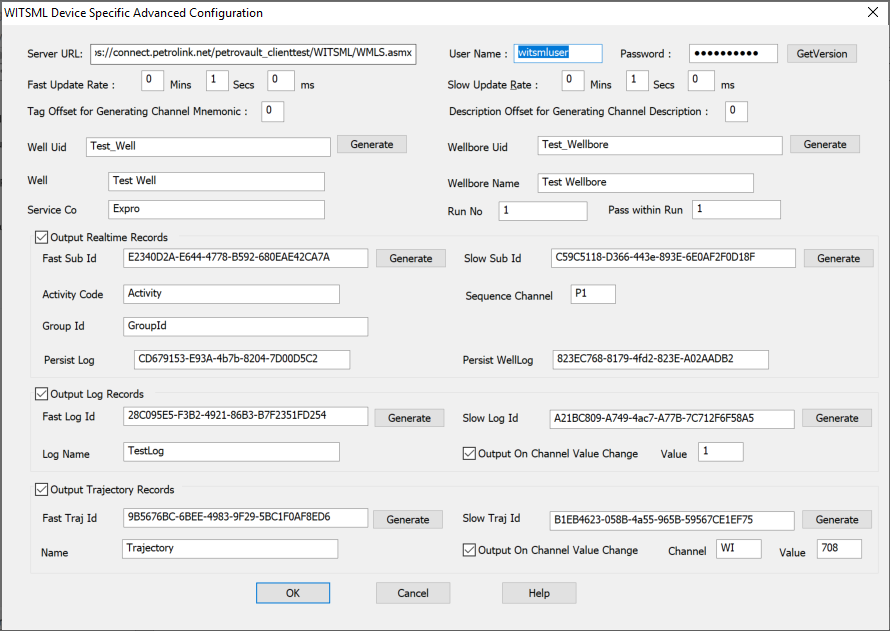 WITSML Device Specific Advanced Configuration
Server URL: os://connect.petrolink.net/petrovault_clienttest/WITSML/WMLS.asmx User Name : witsmluser Password : ●●●●●●●●●● GetVersion
Fast Update Rate : 0 Mins 1 Secs 0 ms Slow Update Rate : 0 Mins 1 Secs 0 ms
Tag Offset for Generating Channel Mnemonic : 0 Description Offset for Generating Channel Description : 0
Well Uid Test_Well Generate Wellbore Uid Test_Wellbore Generate
Well Test Well Wellbore Name Test Wellbore
Service Co Expro Run No 1 Pass within Run 1
Output Realtime Records
Fast Sub Id E2340D2A-E644-4778-B592-680EAE42CA7A Generate Slow Sub Id C59C5118-D366-443e-893E-6E0AF2F0D18F Generate
Activity Code Activity Sequence Channel P1
Group Id GroupId
Persist Log CD679153-E93A-4b7b-8204-7D00D5C2 Persist WellLog 823EC768-8179-4fd2-823E-A02AADB2
Output Log Records
Fast Log Id 28C095E5-F3B2-4921-86B3-B7F2351FD254 Generate Slow Log Id A21BC809-A749-4ac7-A77B-7C712F6F58A5 Generate
Log Name TestLog Output On Channel Value Change Value 1
Output Trajectory Records
Fast Traj Id 9B5676BC-6BEE-4983-9F29-5BC1F0AF8ED6 Generate Slow Traj Id B1EB4623-058B-4a55-965B-59567CE1EF75 Generate
Name Trajectory Output On Channel Value Change Channel WI Value 708
OK Cancel Help